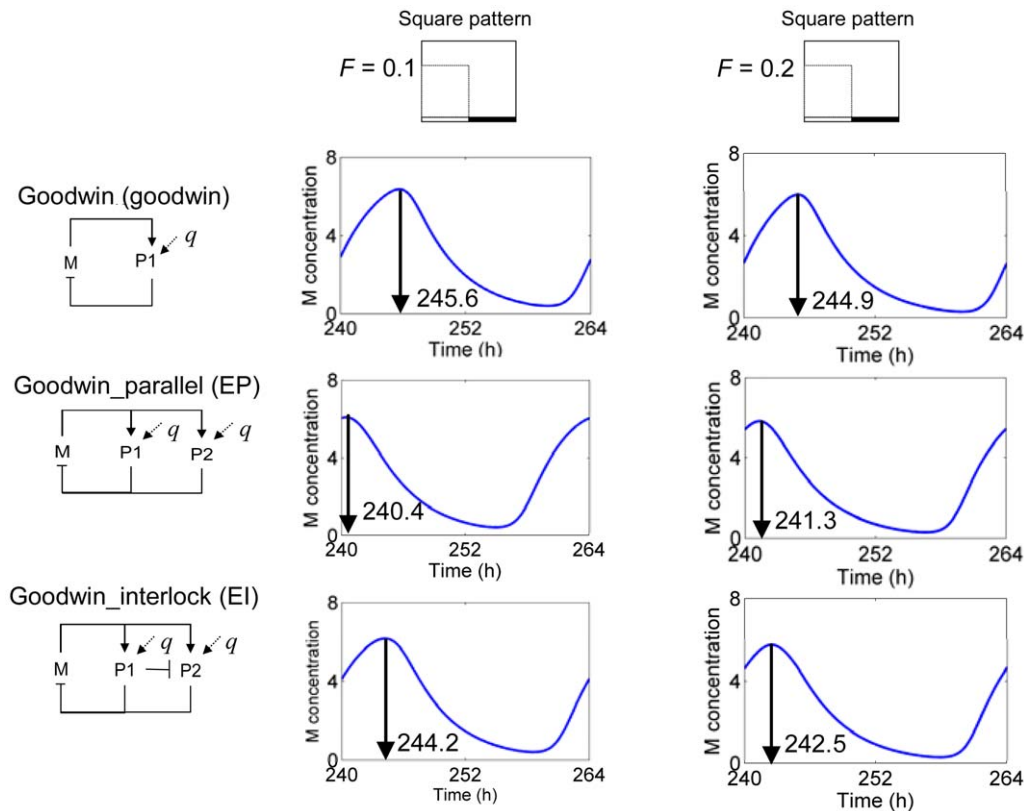 Square pattern
Square pattern
F = 0.1
F = 0.2
Goodwin (goodwin)
q
M
P1
8
4
0
M concentration
245.6
240
252
264
Time (h)
8
4
0
M concentration
244.9
240
252
264
Time (h)
Goodwin_parallel (EP)
q
q
M
P1
P2
8
4
0
M concentration
240.4
240
252
264
Time (h)
8
4
0
M concentration
241.3
240
252
264
Time (h)
Goodwin_interlock (EI)
q
q
M
P1
P2
8
4
0
M concentration
244.2
240
252
264
Time (h)
8
4
0
M concentration
242.5
240
252
264
Time (h)